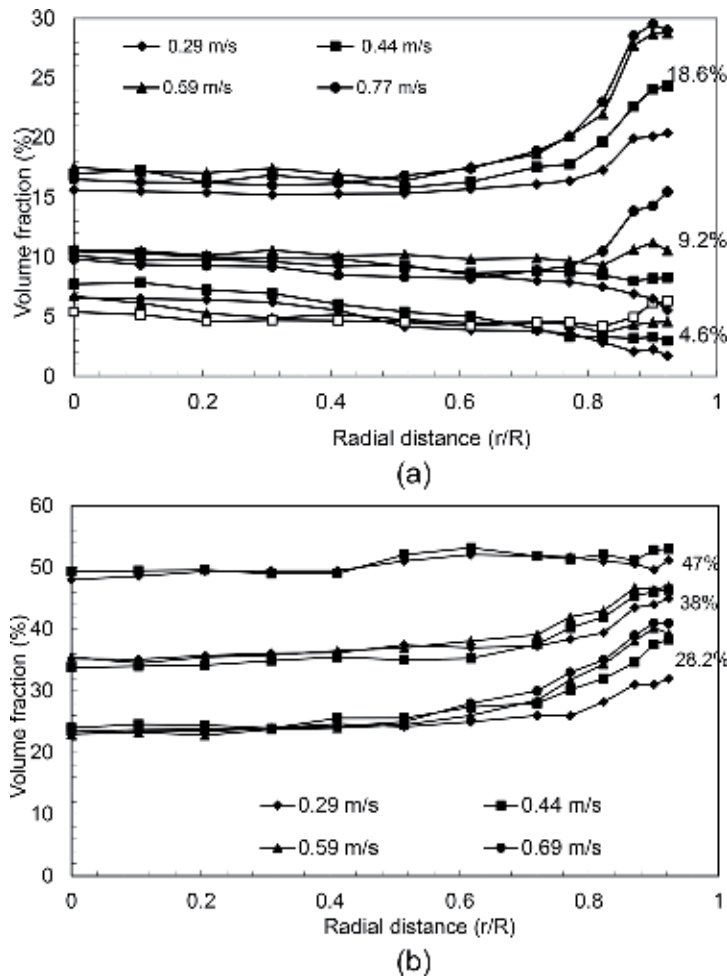 30
25
20
15
10
5
0
Volume fraction (%)
0.29 m/s
0.44 m/s
0.59 m/s
0.77 m/s
18.6%
9.2%
4.6%
0 0.2 0.4 0.6 0.8 1
Radial distance (r/R)
(a)
60
50
40
30
20
10
0
Volume fraction (%)
47%
38%
28.2%
0.29 m/s
0.44 m/s
0.59 m/s
0.69 m/s
0 0.2 0.4 0.6 0.8 1
Radial distance (r/R)
(b)